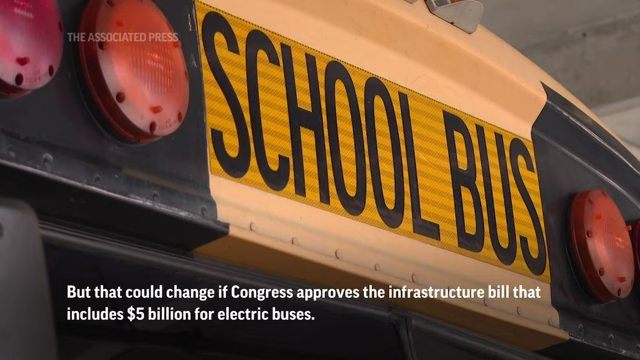 THE ASSOCIATED PRESS
SCHOOL BUS
But that could change if Congress approves the infrastructure bill that
includes $5 billion for electric buses.